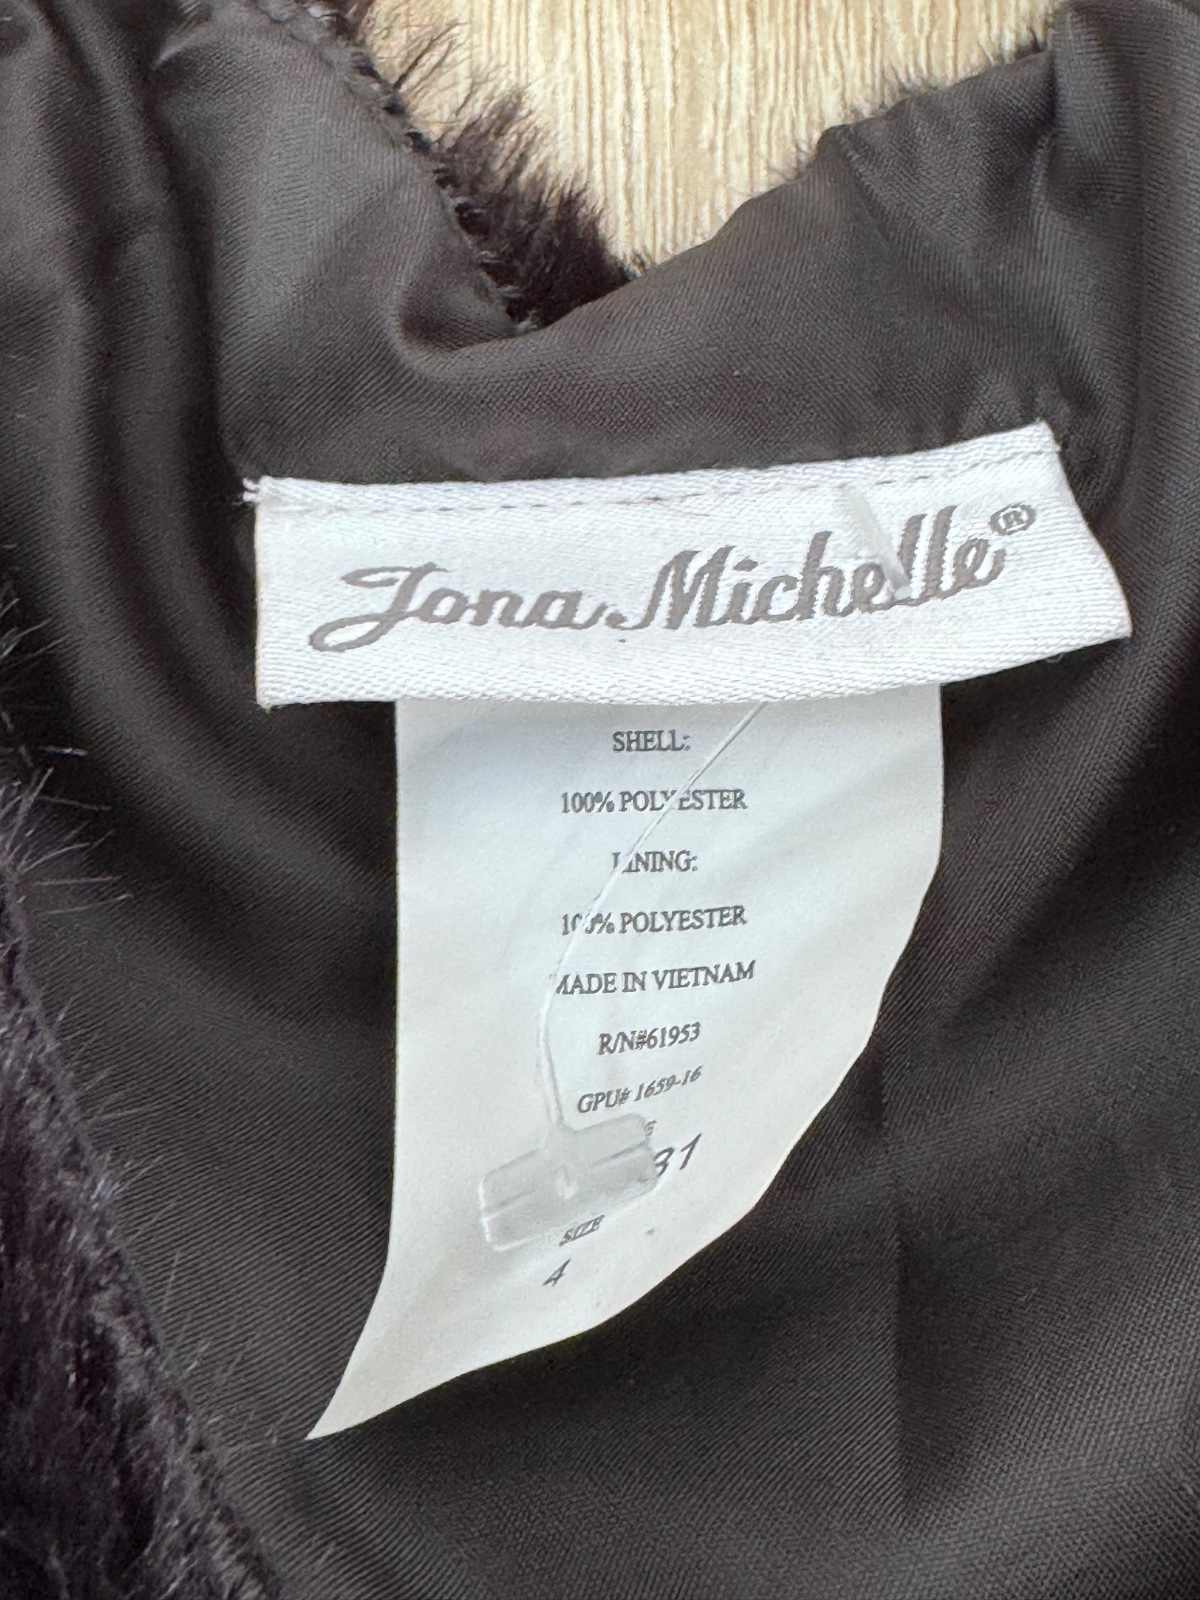 Jona Michelle®
SHELL:
100% POLYESTER
LINING:
100% POLYESTER
MADE IN VIETNAM
R/N#61953
GPU# 1659-16
SIZE
4